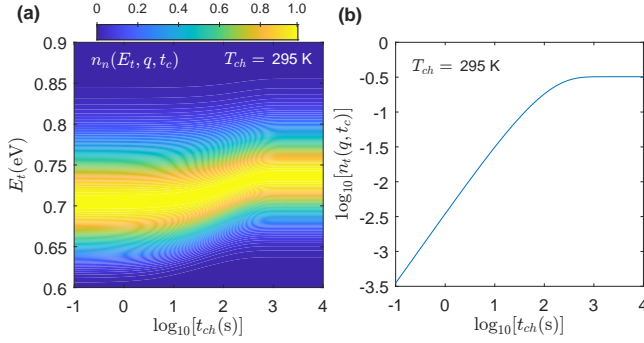 (a)
0 0.2 0.4 0.6 0.8 1.0
n_n(E_t, q, t_c) T_ch = 295 K
E_t(eV)
0.9
0.85
0.8
0.75
0.7
0.65
0.6
-1 0 1 2 3 4
log₁₀[t_ch(s)]
(b)
T_ch = 295 K
log₁₀[n_t(q, t_c)]
0
-0.5
-1
-1.5
-2
-2.5
-3
-3.5
-1 0 1 2 3 4
log₁₀[t_ch(s)]